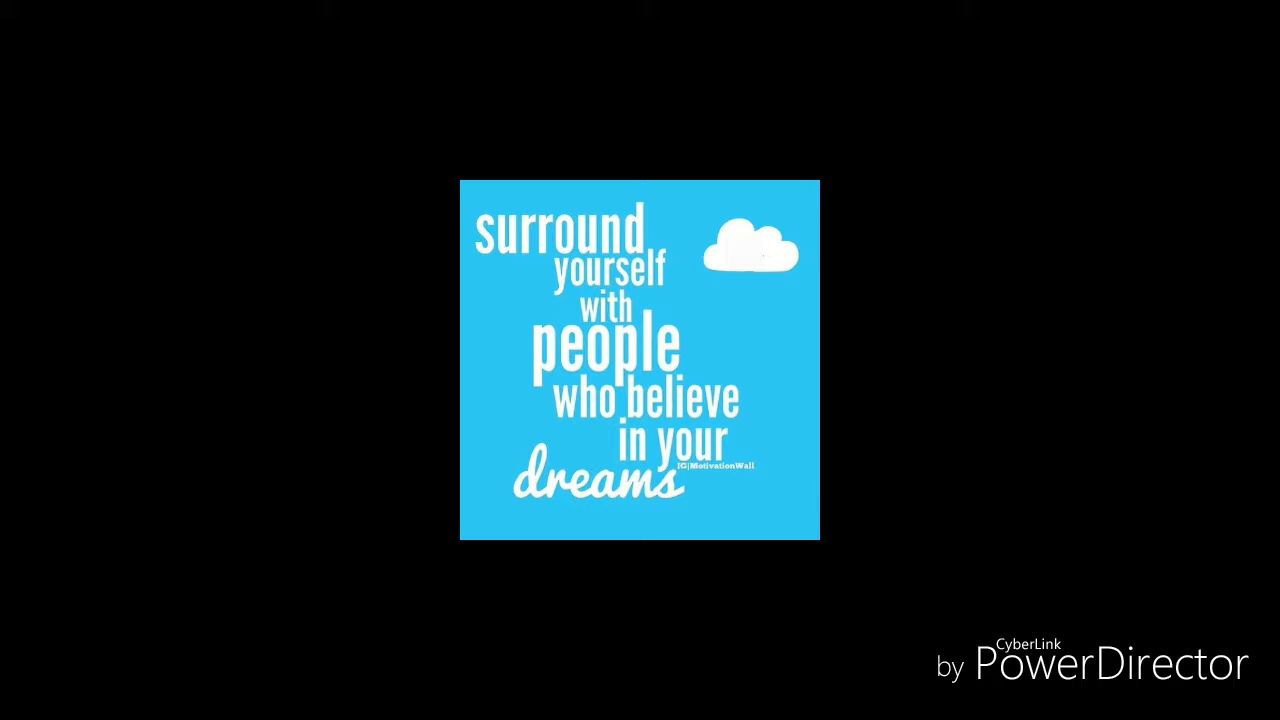 surround
yourself
with
people
who believe
in your
IG|MotivationWall
dreams
CyberLink
by PowerDirector